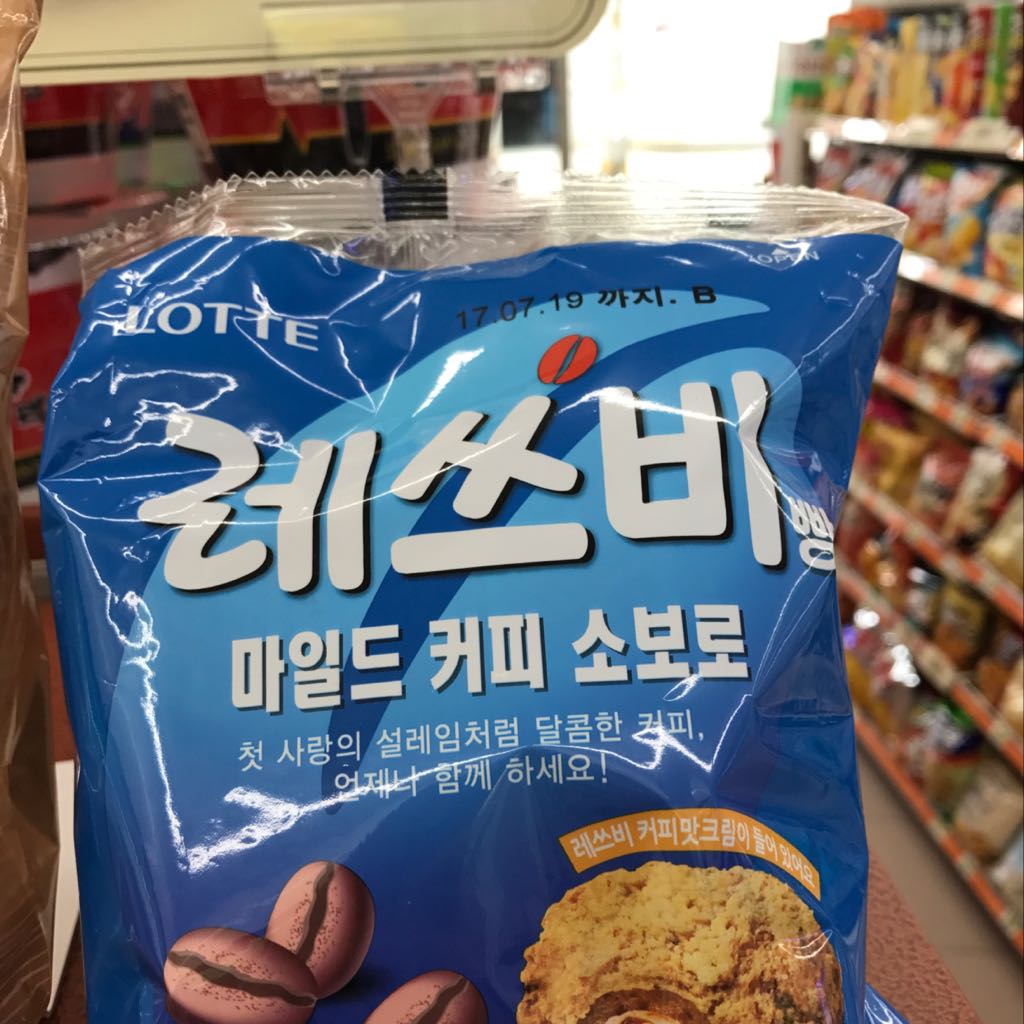 LOTTE
17.07.19 까지. B
레쓰비 빵
마일드 커피 소보로
첫 사랑의 설레임처럼 달콤한 커피,
언제나 함께 하세요!
레쓰비 커피맛크림이 들어 있어요